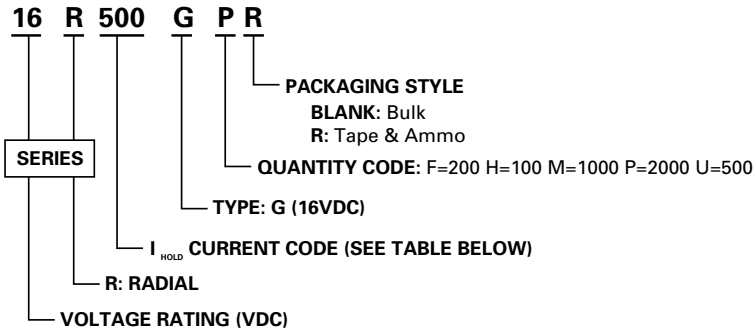 16 R 500 G P R
PACKAGING STYLE
BLANK: Bulk
R: Tape & Ammo
SERIES
QUANTITY CODE: F=200 H=100 M=1000 P=2000 U=500
TYPE: G (16VDC)
I HOLD CURRENT CODE (SEE TABLE BELOW)
R: RADIAL
VOLTAGE RATING (VDC)